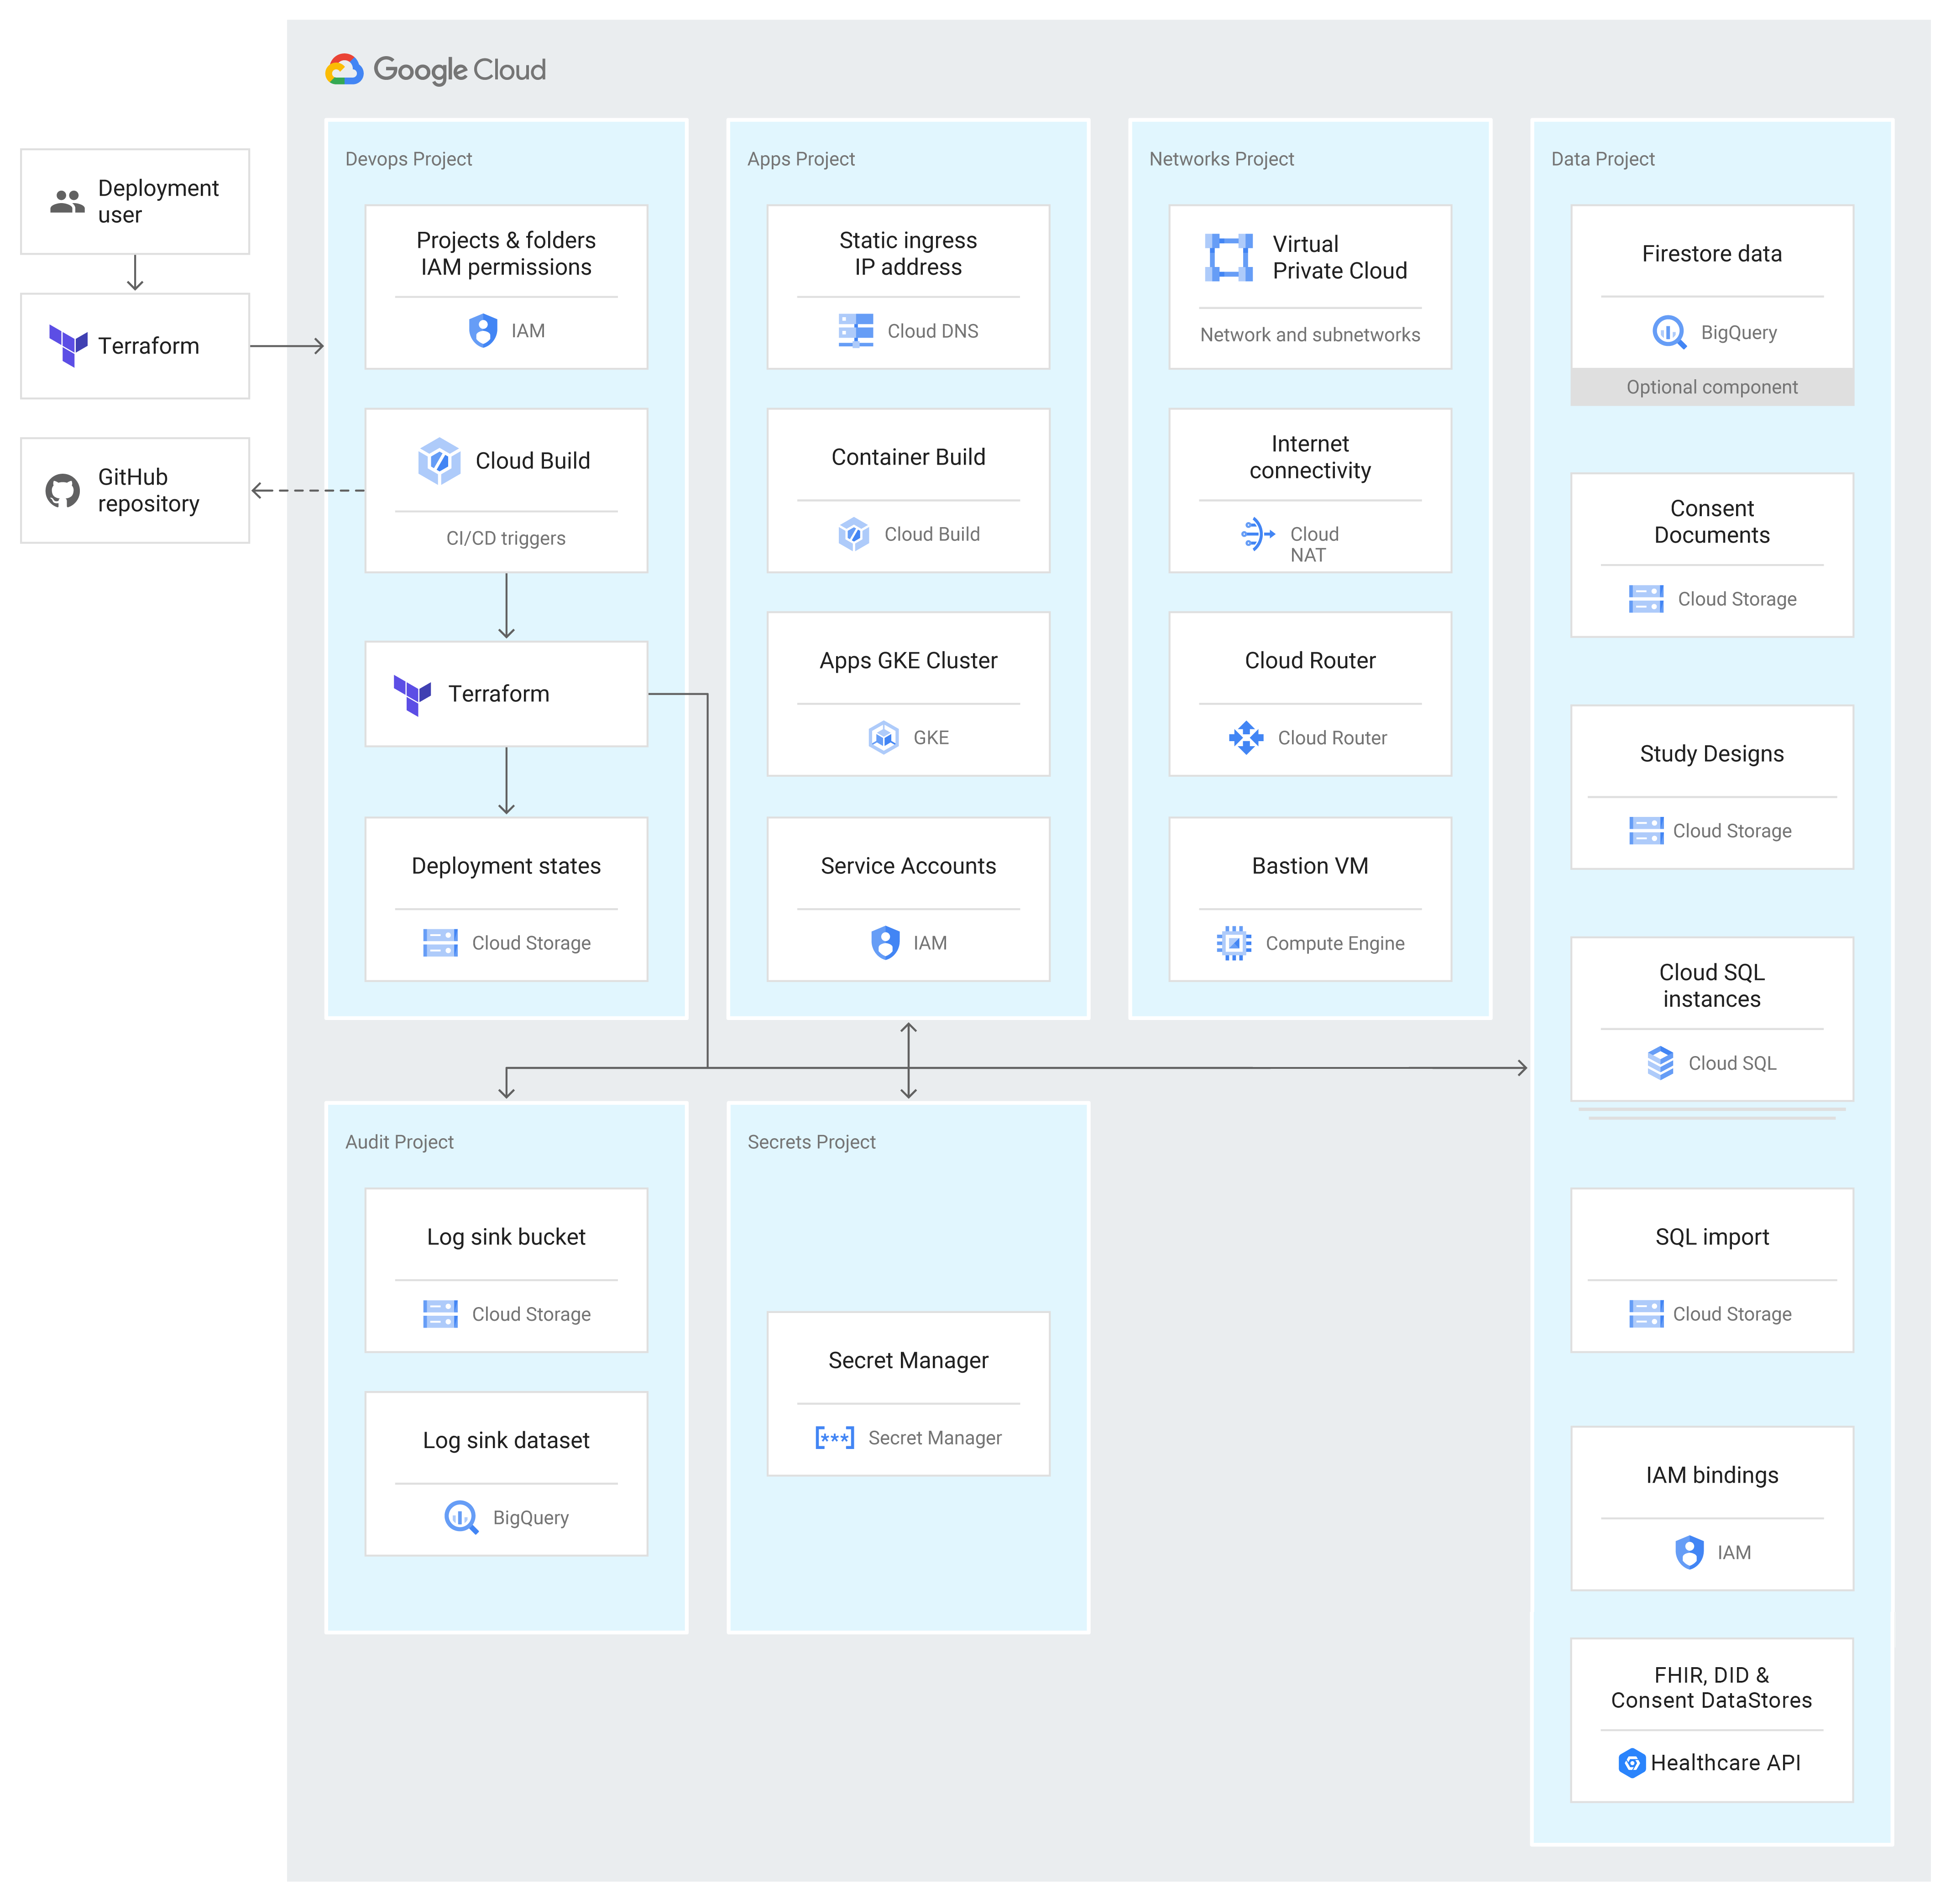 Google Cloud
Deployment
user
Terraform
GitHub
repository
Devops Project
Projects & folders
IAM permissions
IAM
Cloud Build
CI/CD triggers
Terraform
Deployment states
Cloud Storage
Apps Project
Static ingress
IP address
Cloud DNS
Container Build
Cloud Build
Apps GKE Cluster
GKE
Service Accounts
IAM
Networks Project
Virtual
Private Cloud
Network and subnetworks
Internet
connectivity
Cloud
NAT
Cloud Router
Cloud Router
Bastion VM
Compute Engine
Data Project
Firestore data
BigQuery
Optional component
Consent
Documents
Cloud Storage
Study Designs
Cloud Storage
Cloud SQL
instances
Cloud SQL
SQL import
Cloud Storage
IAM bindings
IAM
FHIR, DID &
Consent DataStores
Healthcare API
Audit Project
Log sink bucket
Cloud Storage
Log sink dataset
BigQuery
Secrets Project
Secret Manager
[***] Secret Manager